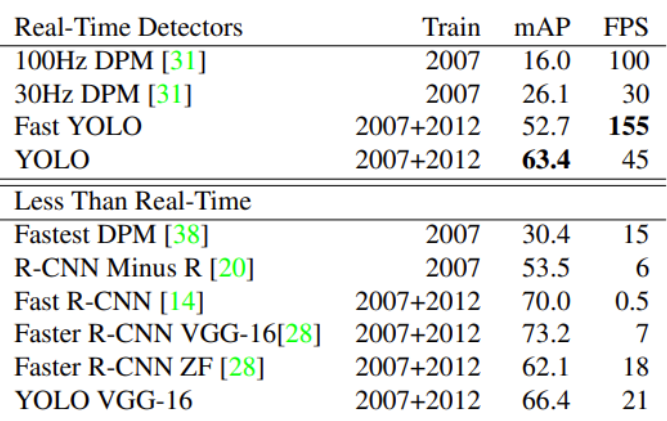 Real-Time Detectors Train mAP FPS
100Hz DPM [31] 2007 16.0 100
30Hz DPM [31] 2007 26.1 30
Fast YOLO 2007+2012 52.7 155
YOLO 2007+2012 63.4 45
Less Than Real-Time
Fastest DPM [38] 2007 30.4 15
R-CNN Minus R [20] 2007 53.5 6
Fast R-CNN [14] 2007+2012 70.0 0.5
Faster R-CNN VGG-16[28] 2007+2012 73.2 7
Faster R-CNN ZF [28] 2007+2012 62.1 18
YOLO VGG-16 2007+2012 66.4 21